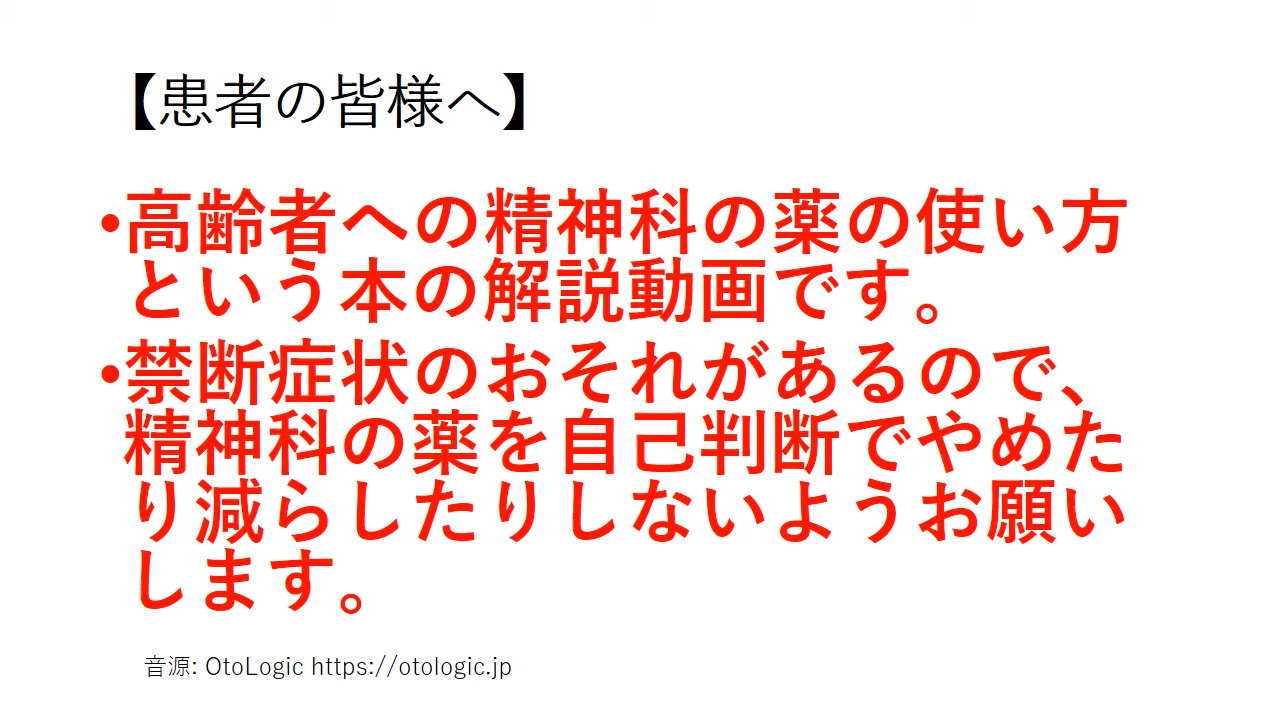 【患者の皆様へ】
•高齢者への精神科の薬の使い方
という本の解説動画です。
•禁断症状のおそれがあるので、
精神科の薬を自己判断でやめた
り減らしたりしないようお願い
します。
音源: OtoLogic https://otologic.jp